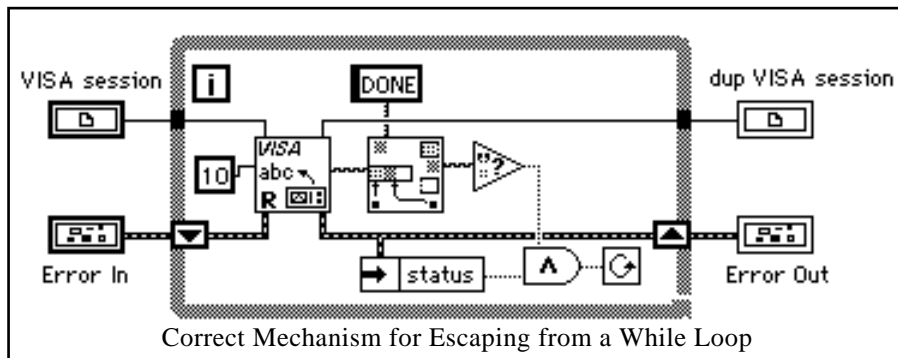 VISA session
i
DONE
dup VISA session
VISA
abc
10
R
?
Error In
status
Λ
Error Out
Correct Mechanism for Escaping from a While Loop